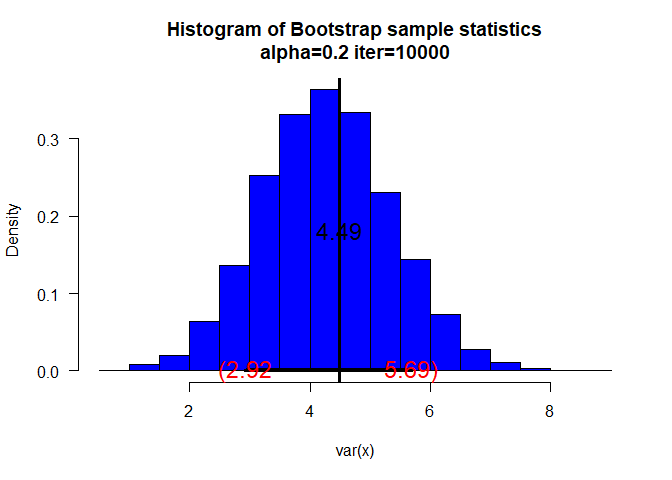 Histogram of Bootstrap sample statistics
alpha=0.2 iter=10000
Density
0.3
0.2
0.1
0.0
4.49
(2.92
5.69)
2
4
6
8
var(x)